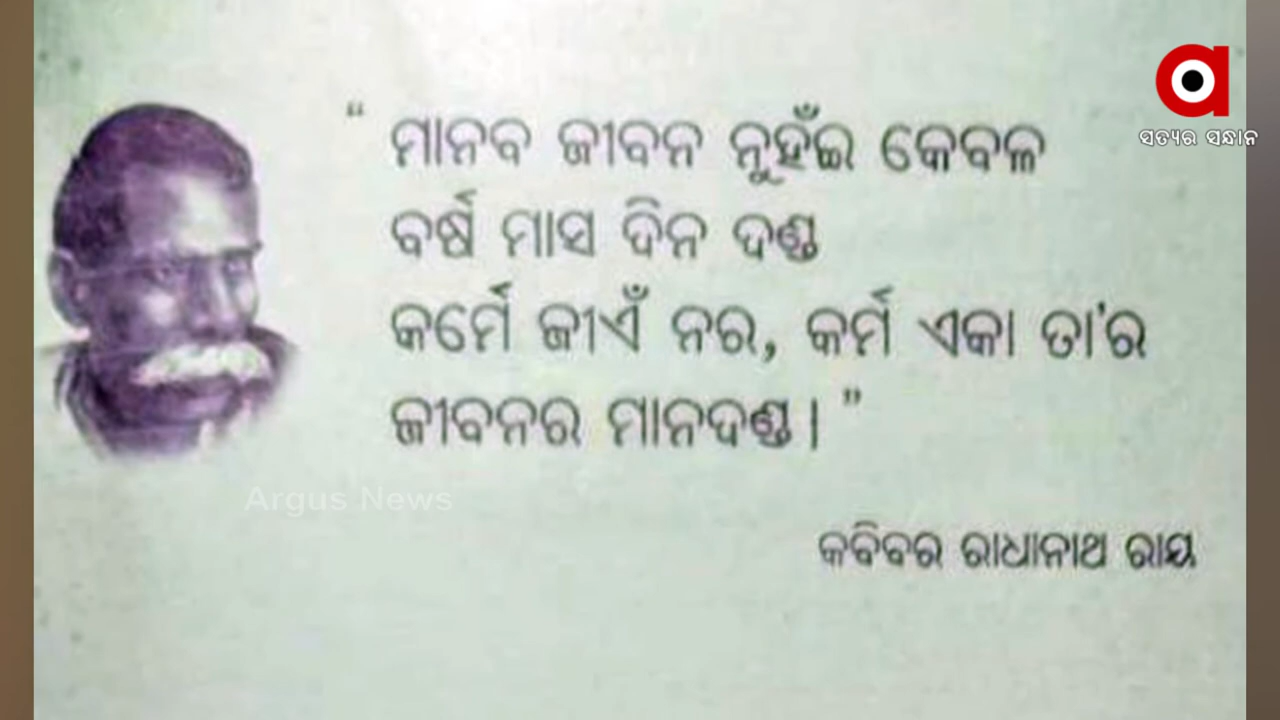 ସତ୍ୟର ସନ୍ଧାନ
“ ମାନବ ଜୀବନ ନୁହଁଇ କେବଳ
ବର୍ଷ ମାସ ଦିନ ଦଣ୍ଡ
କର୍ମେ ଜୀଏଁ ନର, କର୍ମ ଏକା ତା’ର
ଜୀବନର ମାନଦଣ୍ଡ। ”
Argus News
କବିବର ରାଧାନାଥ ରାୟ